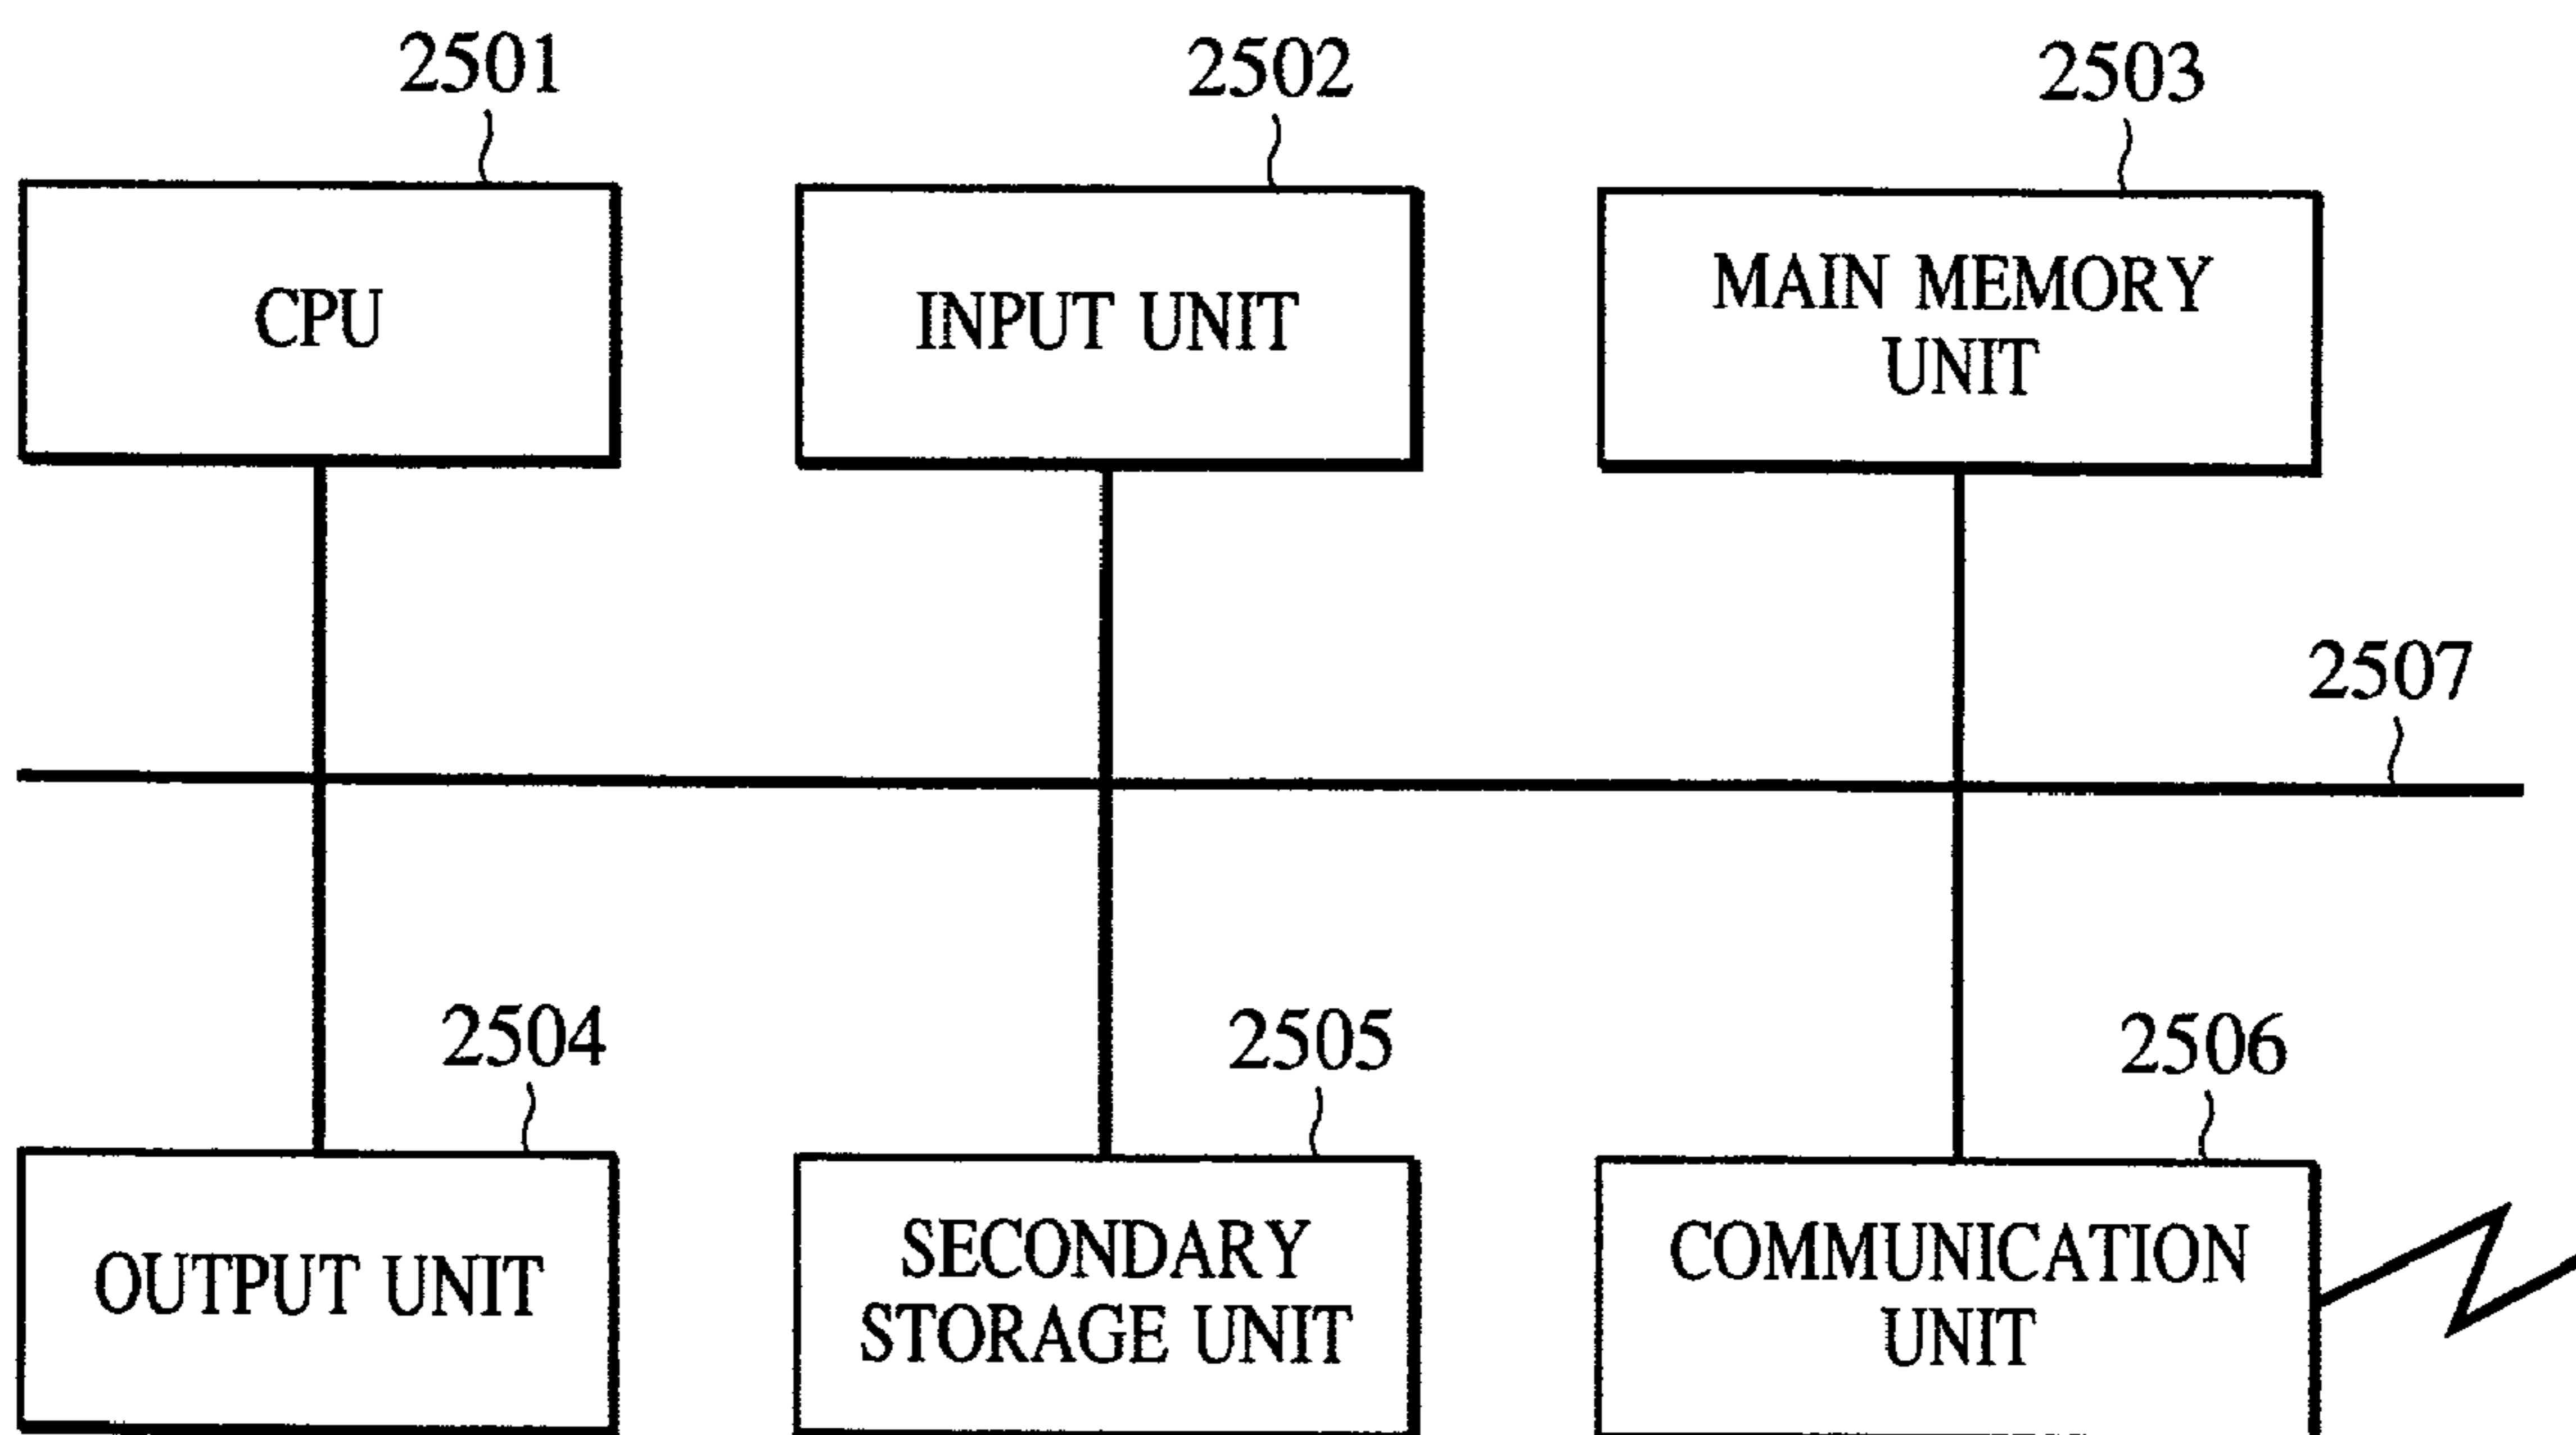 2501
2502
2503
CPU
INPUT UNIT
MAIN MEMORY
UNIT
2507
2504
2505
2506
OUTPUT UNIT
SECONDARY
STORAGE UNIT
COMMUNICATION
UNIT